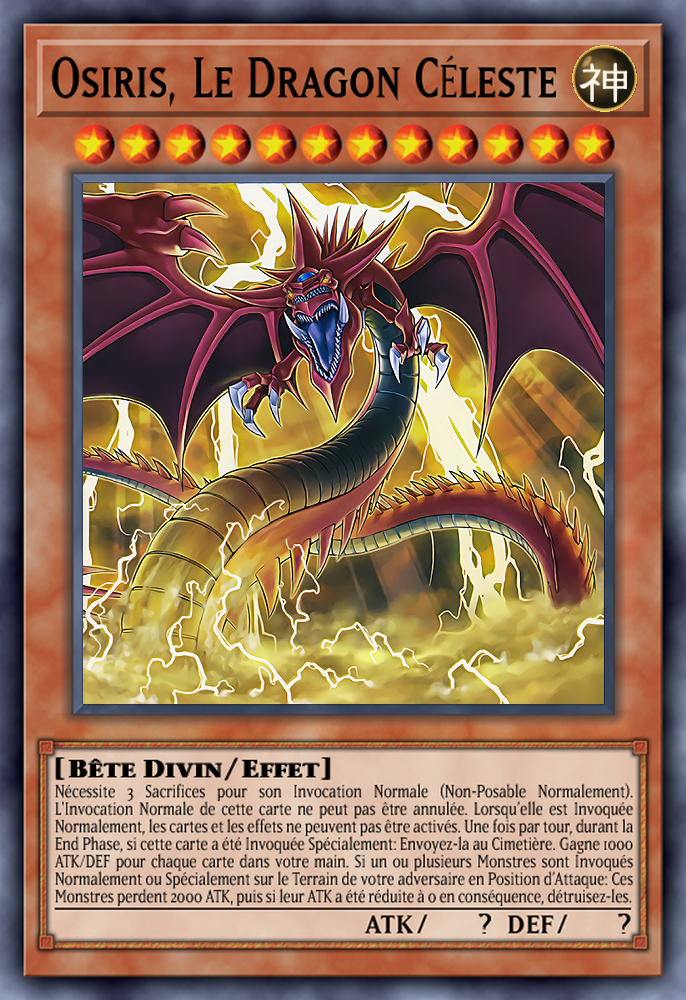 Osiris, Le Dragon Céleste
神
[Bête Divin/Effet]
Nécessite 3 Sacrifices pour son Invocation Normale (Non-Posable Normalement).
L'Invocation Normale de cette carte ne peut pas être annulée. Lorsqu'elle est Invoquée
Normalement, les cartes et les effets ne peuvent pas être activés. Une fois par tour, durant la
End Phase, si cette carte a été Invoquée Spécialement: Envoyez-la au Cimetière. Gagne 1000
ATK/DEF pour chaque carte dans votre main. Si un ou plusieurs Monstres sont Invoqués
Normalement ou Spécialement sur le Terrain de votre adversaire en Position d'Attaque: Ces
Monstres perdent 2000 ATK, puis si leur ATK a été réduite à 0 en conséquence, détruisez-les.
ATK/ ? DEF/ ?